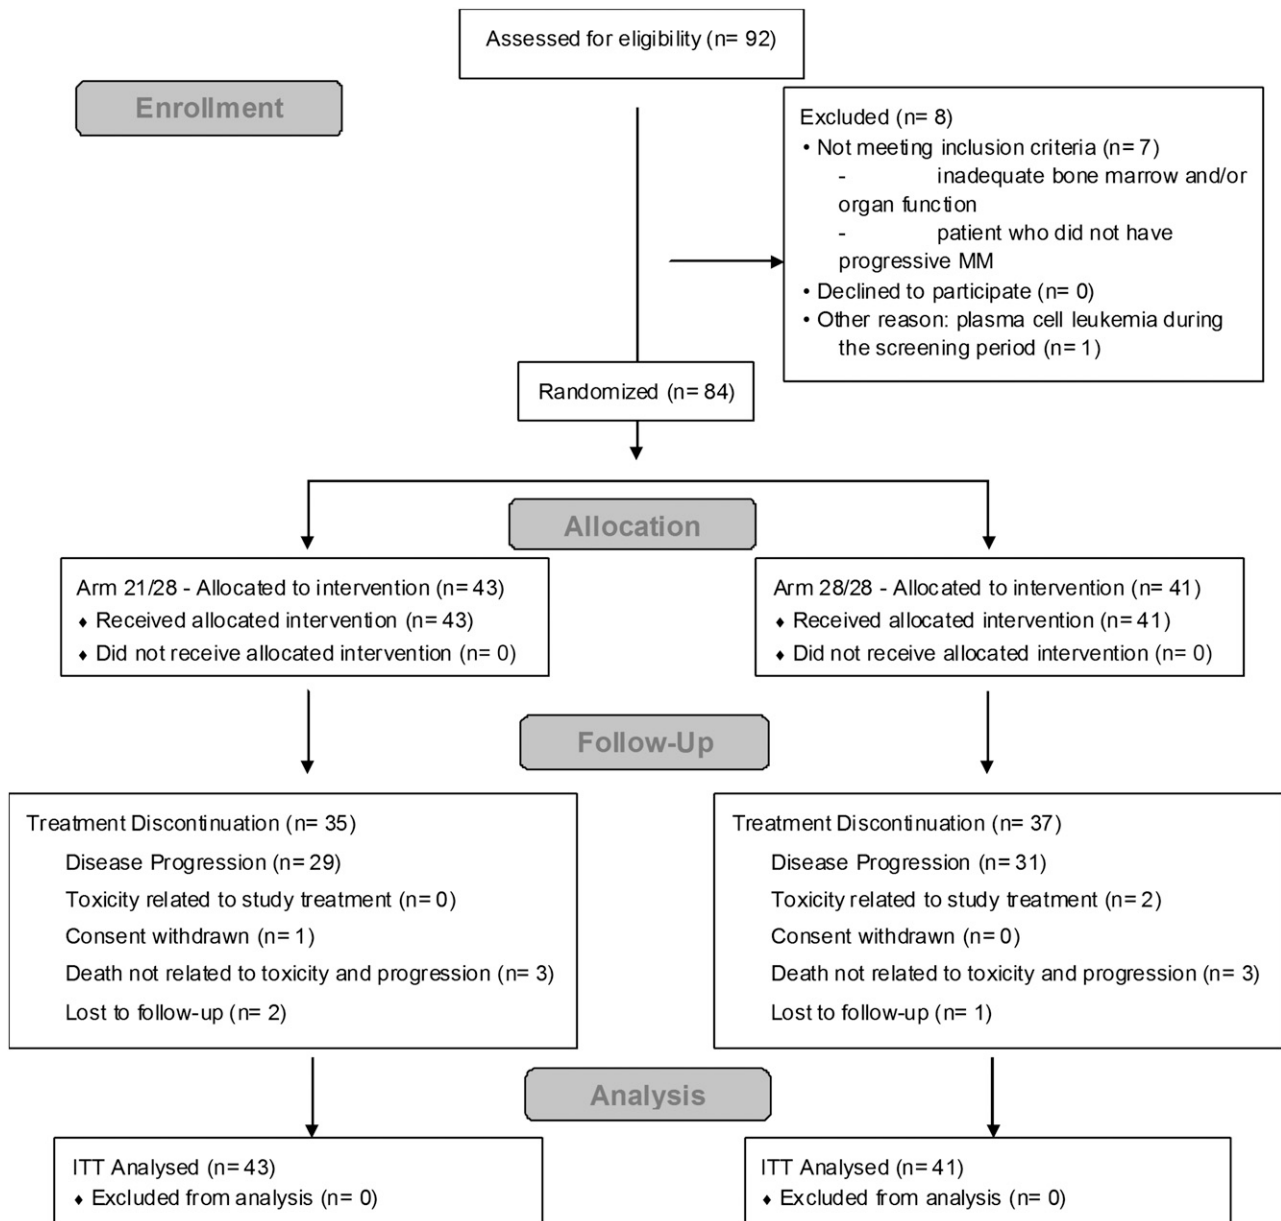 Assessed for eligibility (n= 92)
Enrollment
Excluded (n= 8)
• Not meeting inclusion criteria (n= 7)
- inadequate bone marrow and/or
organ function
- patient who did not have
progressive MM
• Declined to participate (n= 0)
• Other reason: plasma cell leukemia during
the screening period (n= 1)
Randomized (n= 84)
Allocation
Arm 21/28 - Allocated to intervention (n= 43)
♦ Received allocated intervention (n= 43)
♦ Did not receive allocated intervention (n= 0)
Arm 28/28 - Allocated to intervention (n= 41)
♦ Received allocated intervention (n= 41)
♦ Did not receive allocated intervention (n= 0)
Follow-Up
Treatment Discontinuation (n= 35)
Disease Progression (n= 29)
Toxicity related to study treatment (n= 0)
Consent withdrawn (n= 1)
Death not related to toxicity and progression (n= 3)
Lost to follow-up (n= 2)
Treatment Discontinuation (n= 37)
Disease Progression (n= 31)
Toxicity related to study treatment (n= 2)
Consent withdrawn (n= 0)
Death not related to toxicity and progression (n= 3)
Lost to follow-up (n= 1)
Analysis
ITT Analysed (n= 43)
♦ Excluded from analysis (n= 0)
ITT Analysed (n= 41)
♦ Excluded from analysis (n= 0)